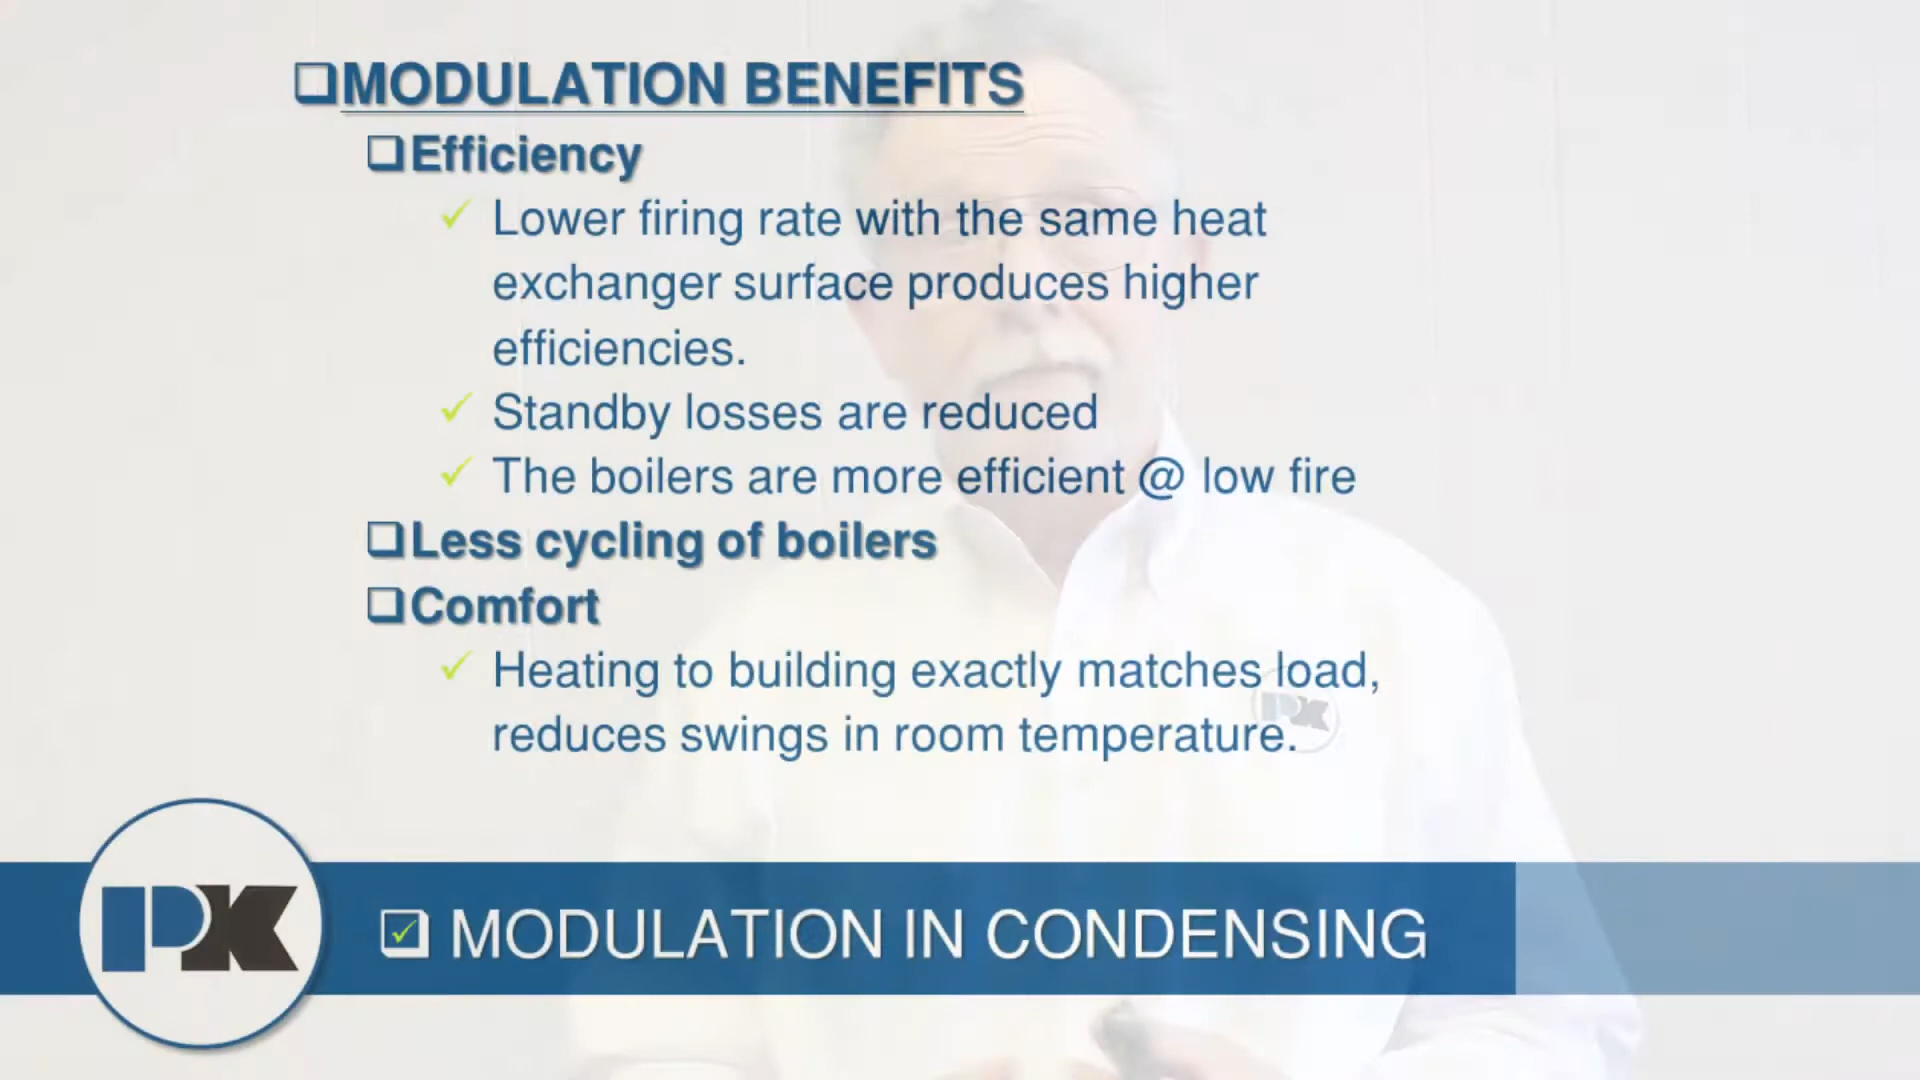 MODULATION BENEFITS
Efficiency
Lower firing rate with the same heat
exchanger surface produces higher
efficiencies.
Standby losses are reduced
The boilers are more efficient @ low fire
Less cycling of boilers
Comfort
Heating to building exactly matches load,
reduces swings in room temperature.
PK
PK
MODULATION IN CONDENSING